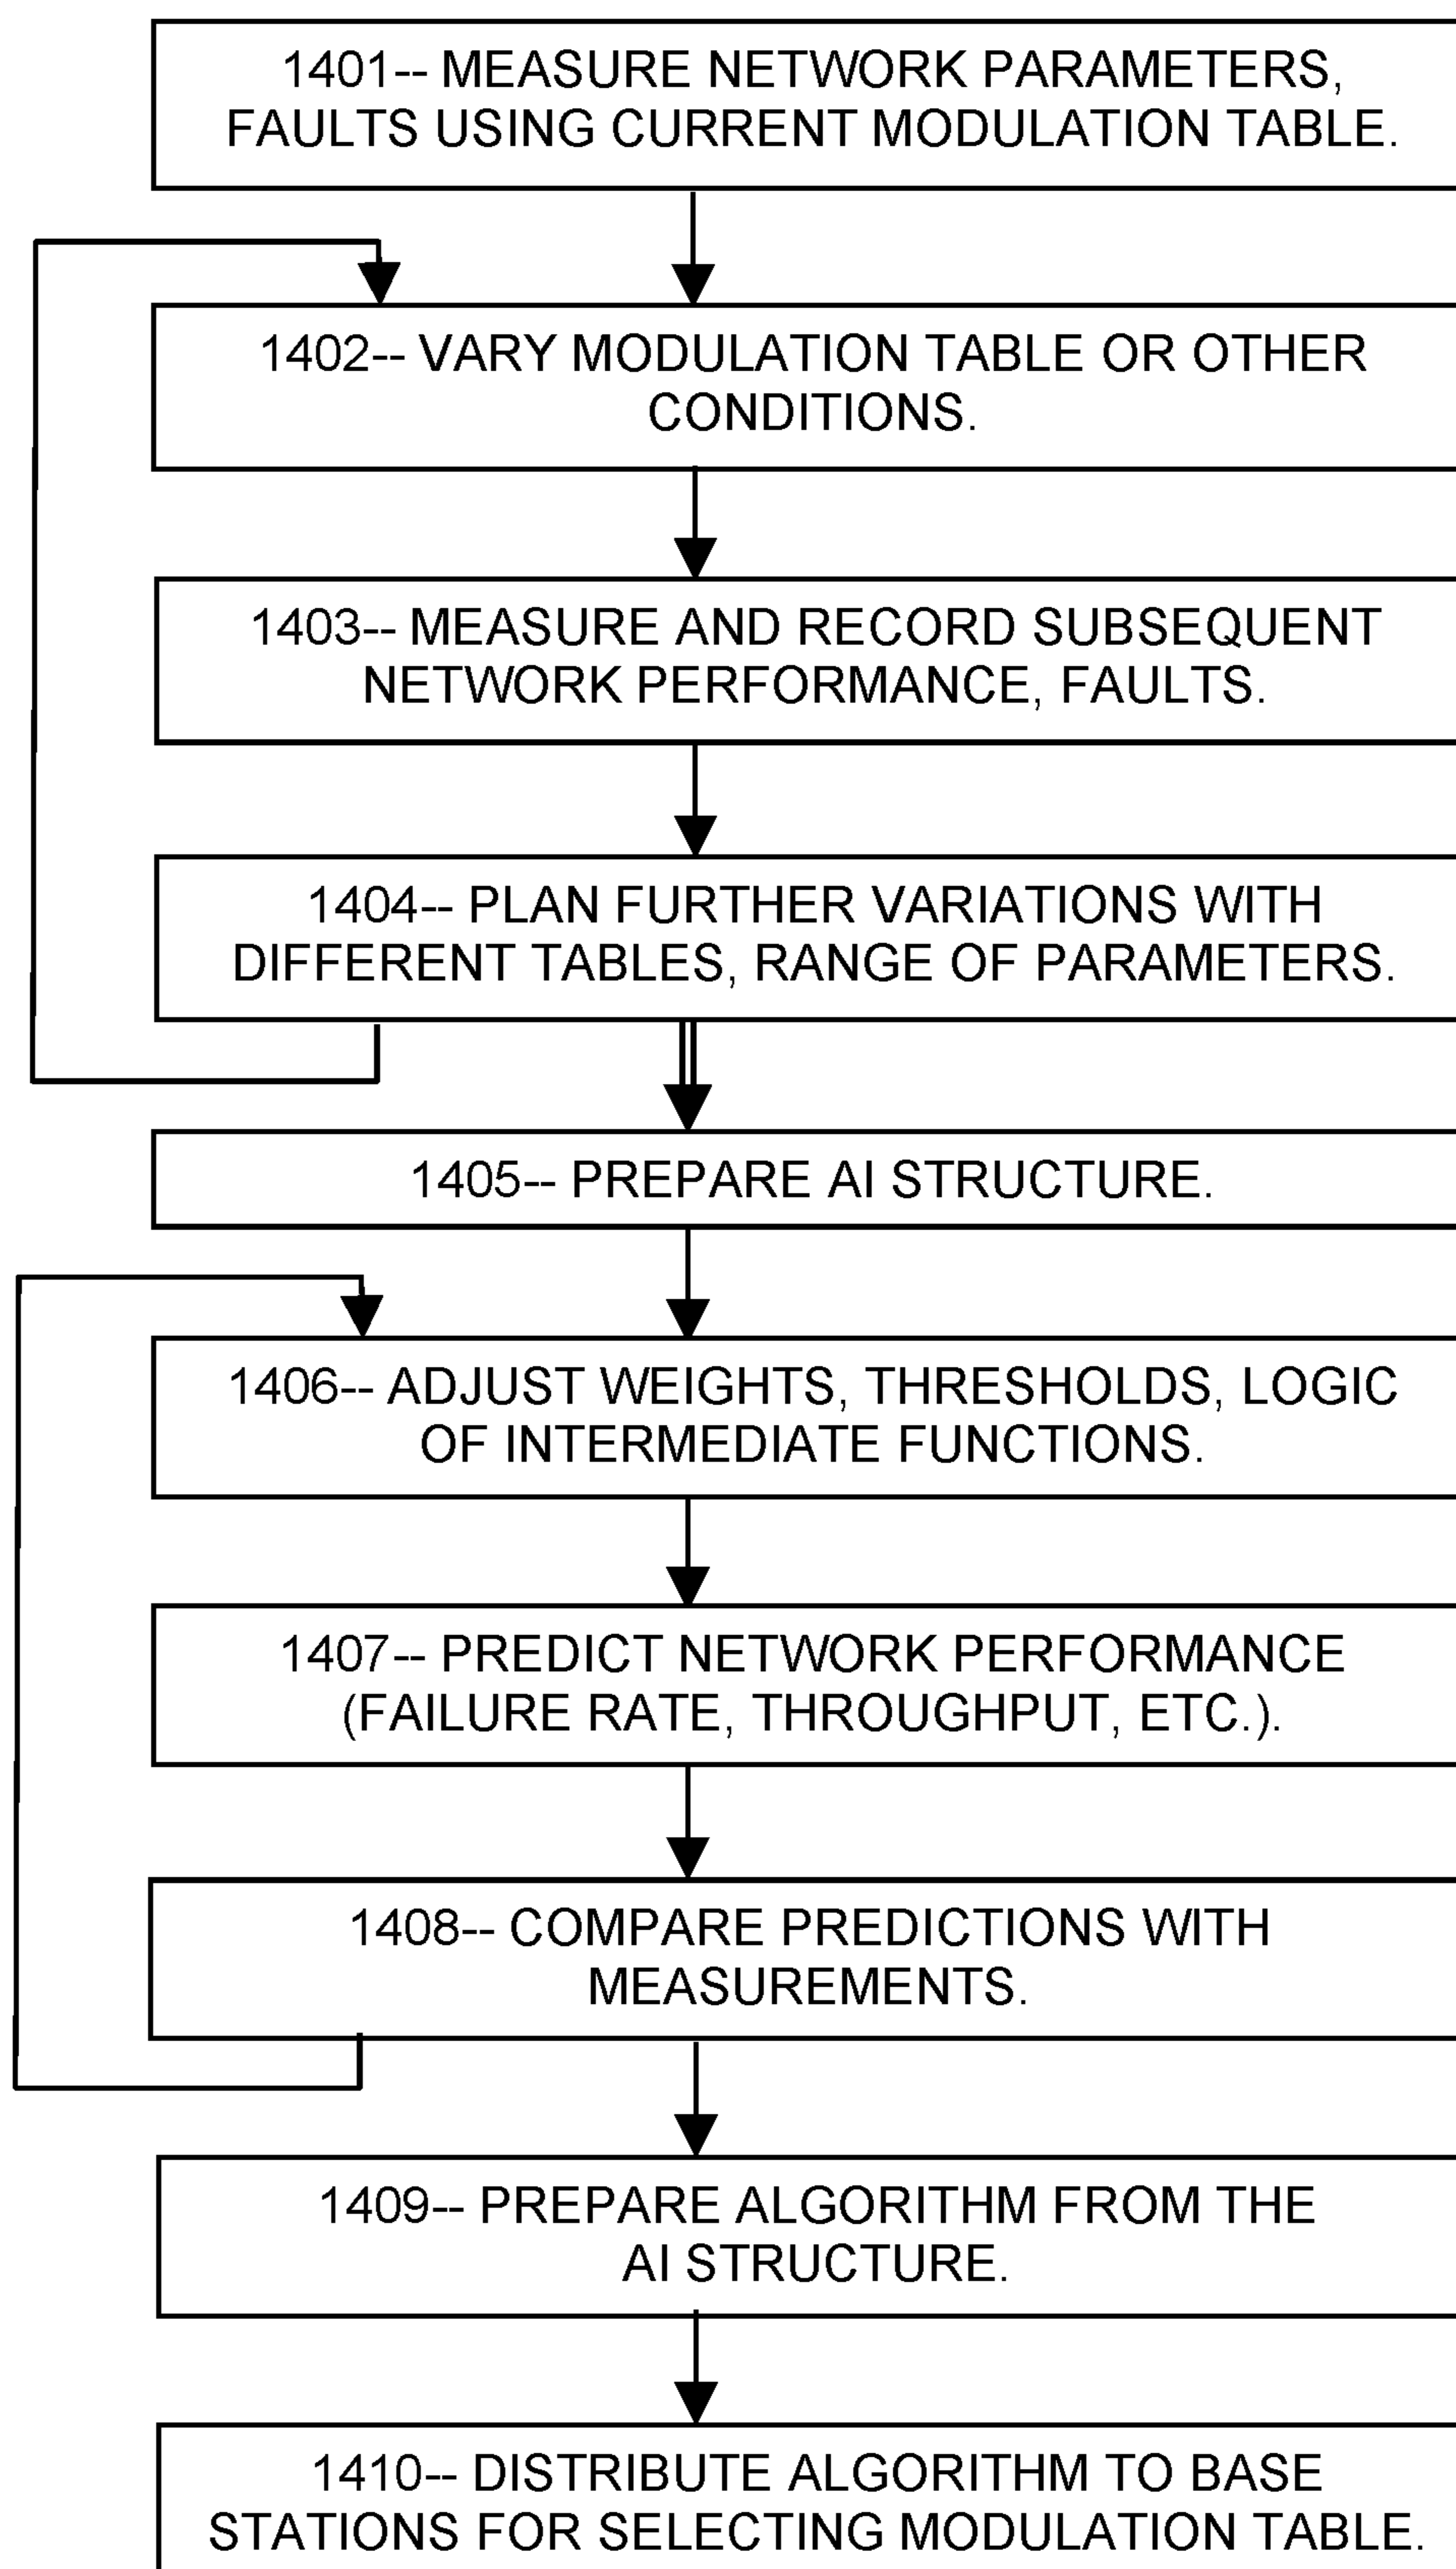 1401-- MEASURE NETWORK PARAMETERS,
FAULTS USING CURRENT MODULATION TABLE.
1402-- VARY MODULATION TABLE OR OTHER
CONDITIONS.
1403-- MEASURE AND RECORD SUBSEQUENT
NETWORK PERFORMANCE, FAULTS.
1404-- PLAN FURTHER VARIATIONS WITH
DIFFERENT TABLES, RANGE OF PARAMETERS.
1405-- PREPARE AI STRUCTURE.
1406-- ADJUST WEIGHTS, THRESHOLDS, LOGIC
OF INTERMEDIATE FUNCTIONS.
1407-- PREDICT NETWORK PERFORMANCE
(FAILURE RATE, THROUGHPUT, ETC.).
1408-- COMPARE PREDICTIONS WITH
MEASUREMENTS.
1409-- PREPARE ALGORITHM FROM THE
AI STRUCTURE.
1410-- DISTRIBUTE ALGORITHM TO BASE
STATIONS FOR SELECTING MODULATION TABLE.